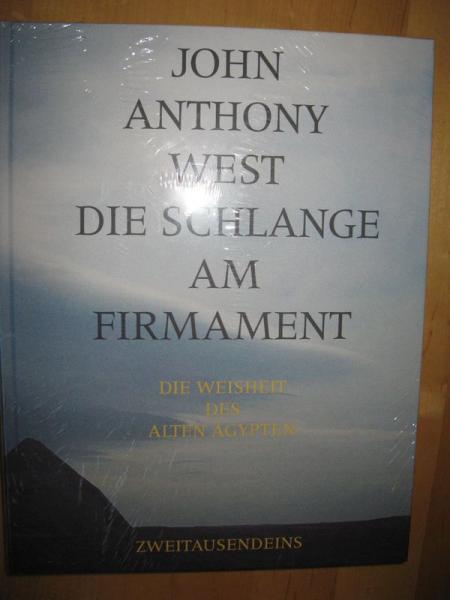 JOHN
ANTHONY
WEST
DIE SCHLANGE
AM
FIRMAMENT
DIE WEISHEIT
DES
ALTEN ÄGYPTEN
ZWEITAUSENDEINS